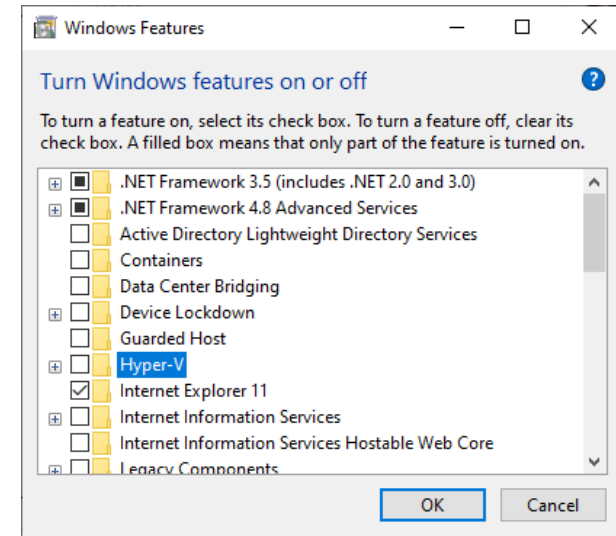 Windows Features
Turn Windows features on or off
To turn a feature on, select its check box. To turn a feature off, clear its
check box. A filled box means that only part of the feature is turned on.
.NET Framework 3.5 (includes .NET 2.0 and 3.0)
.NET Framework 4.8 Advanced Services
Active Directory Lightweight Directory Services
Containers
Data Center Bridging
Device Lockdown
Guarded Host
Hyper-V
Internet Explorer 11
Internet Information Services
Internet Information Services Hostable Web Core
Legacy Components
OK Cancel